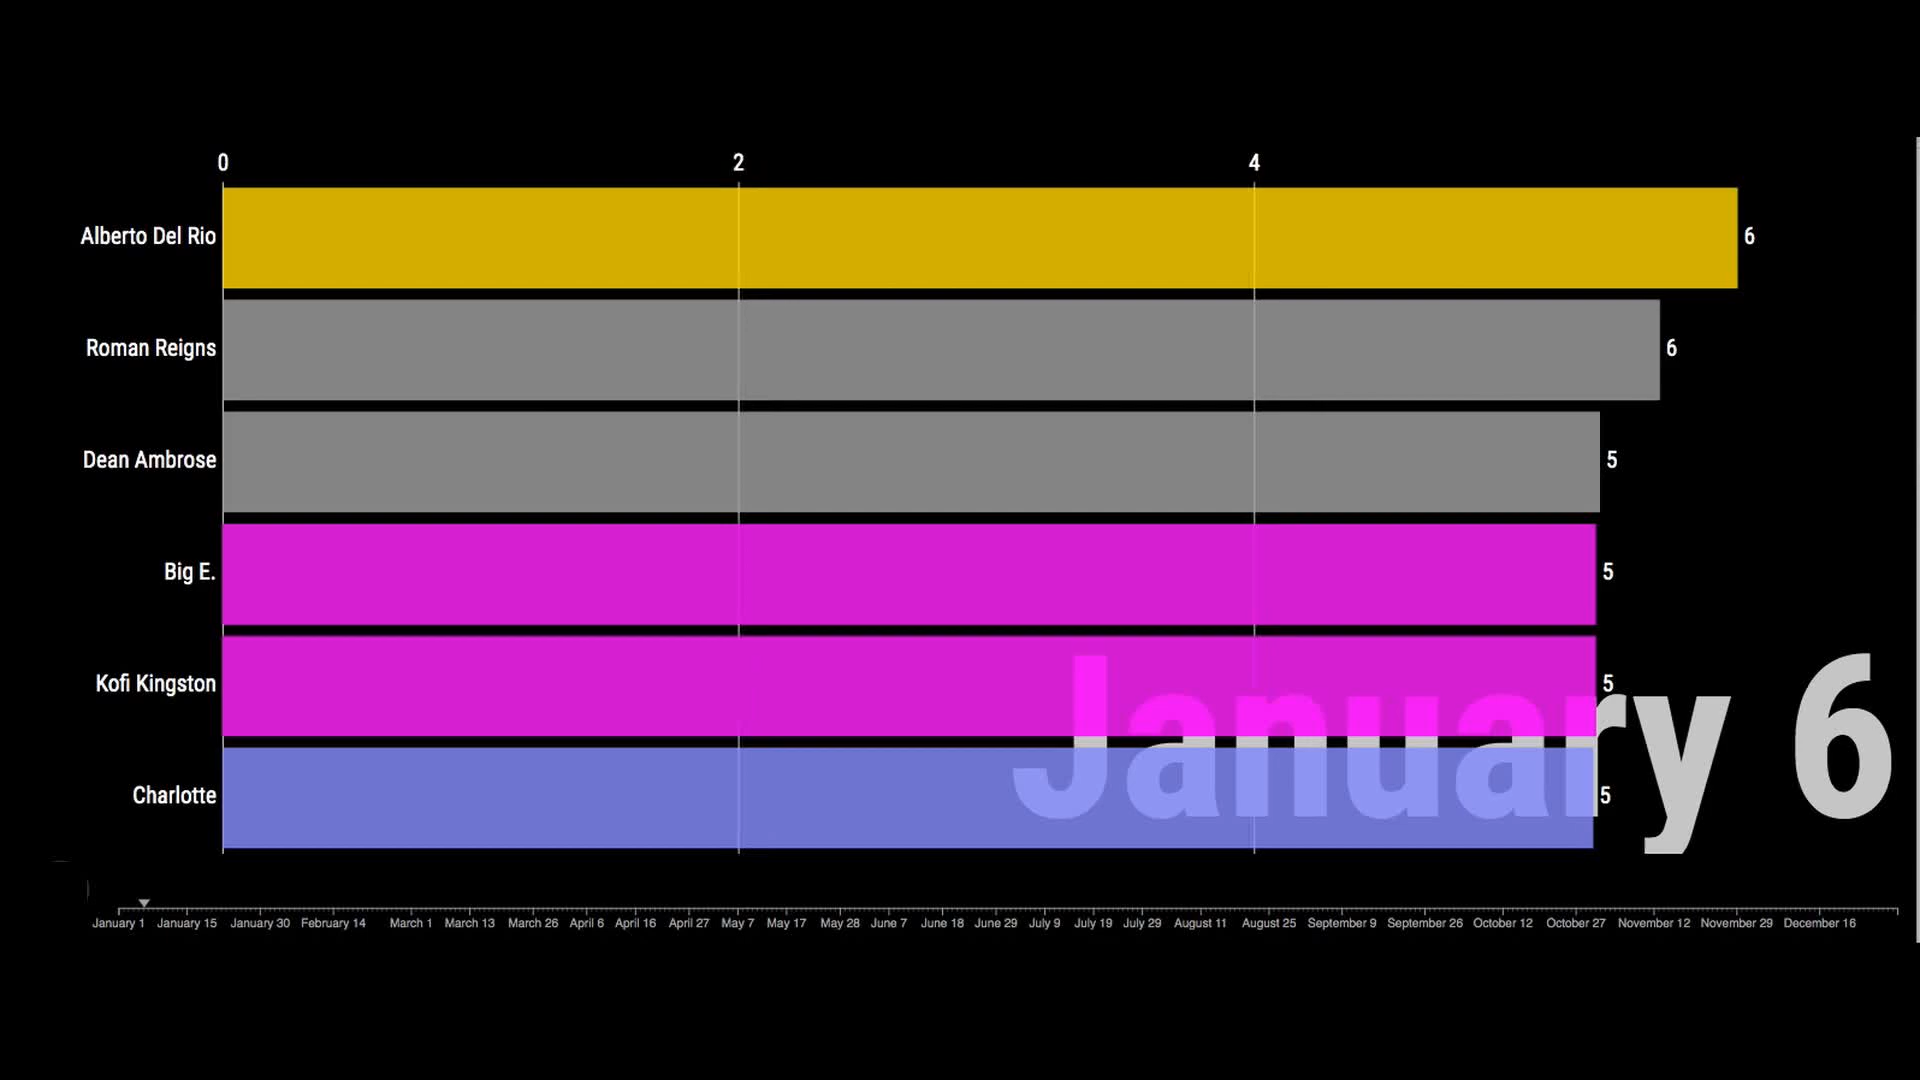 0 2 4
Alberto Del Rio 6
Roman Reigns 6
Dean Ambrose 5
Big E. 5
Kofi Kingston 5
January 6
Charlotte 5
January 1 January 15 January 30 February 14 March 1 March 13 March 26 April 6 April 16 April 27 May 7 May 17 May 28 June 7 June 18 June 29 July 9 July 19 July 29 August 11 August 25 September 9 September 26 October 12 October 27 November 12 November 29 December 16